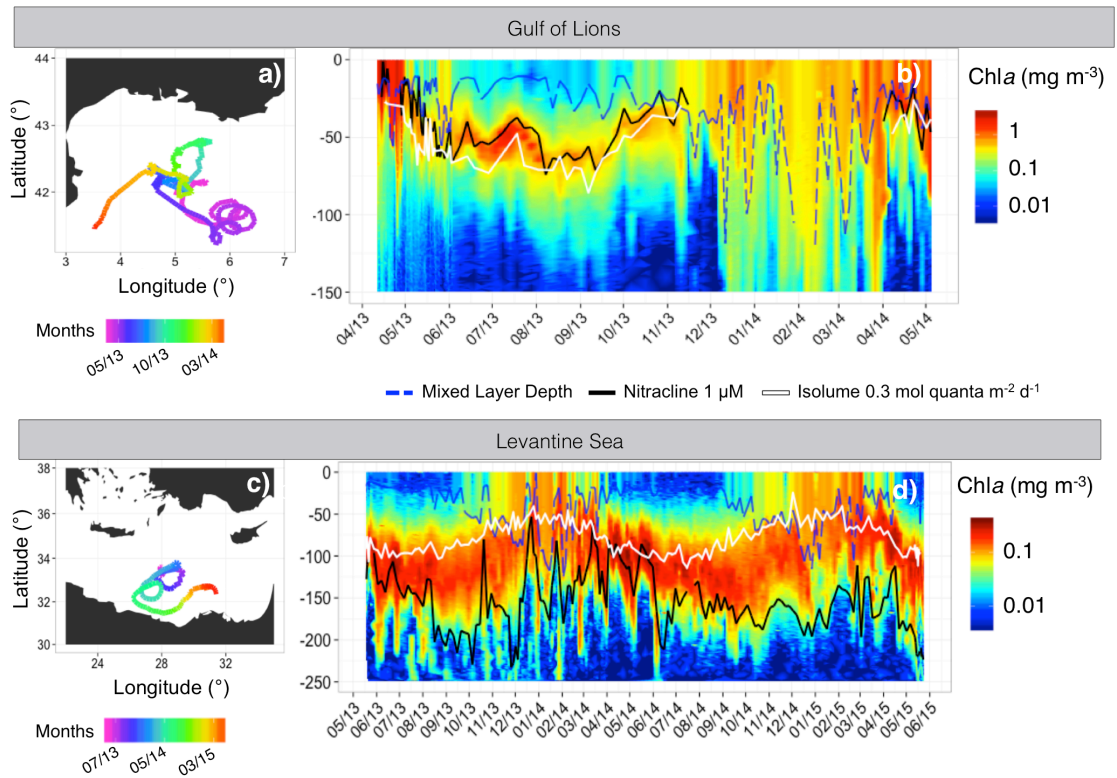 Gulf of Lions
a)
44
43
42
Latitude (°)
3 4 5 6 7
Longitude (°)
Months
05/13 10/13 03/14
b)
0
-50
-100
-150
04/13 05/13 06/13 07/13 08/13 09/13 10/13 11/13 12/13 01/14 02/14 03/14 04/14 05/14
Chla (mg m-3)
1
0.1
0.01
Mixed Layer Depth Nitracline 1 µM Isolume 0.3 mol quanta m-2 d-1
Levantine Sea
c)
38
36
34
32
30
Latitude (°)
24 28 32
Longitude (°)
Months
07/13 05/14 03/15
d)
0
-50
-100
-150
-200
-250
05/13 06/13 07/13 08/13 09/13 10/13 11/13 12/13 01/14 02/14 03/14 04/14 05/14 06/14 07/14 08/14 09/14 10/14 11/14 12/14 01/15 02/15 03/15 04/15 05/15 06/15
Chla (mg m-3)
0.1
0.01